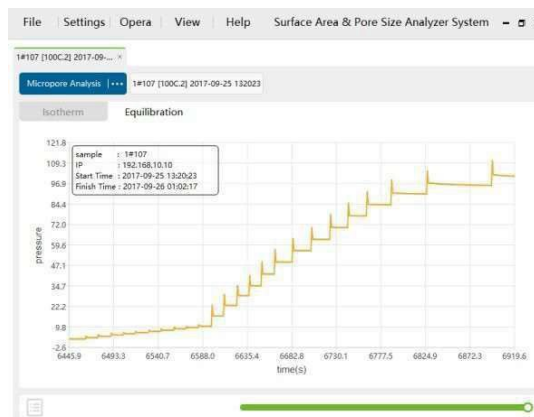 File Settings Opera View Help Surface Area & Pore Size Analyzer System
1#107 [100C.2] 2017-09-... ×
Micropore Analysis ••• 1#107 [100C.2] 2017-09-25 132023
Isotherm Equilibration
121.8
109.3
96.9
84.4
72.0
59.6
47.1
34.7
22.2
9.8
-2.6
pressure
sample : 1#107
IP : 192.168.10.10
Start Time : 2017-09-25 13:20:23
Finish Time : 2017-09-26 01:02:17
6445.9 6493.3 6540.7 6588.0 6635.4 6682.8 6730.1 6777.5 6824.9 6872.3 6919.6
time(s)